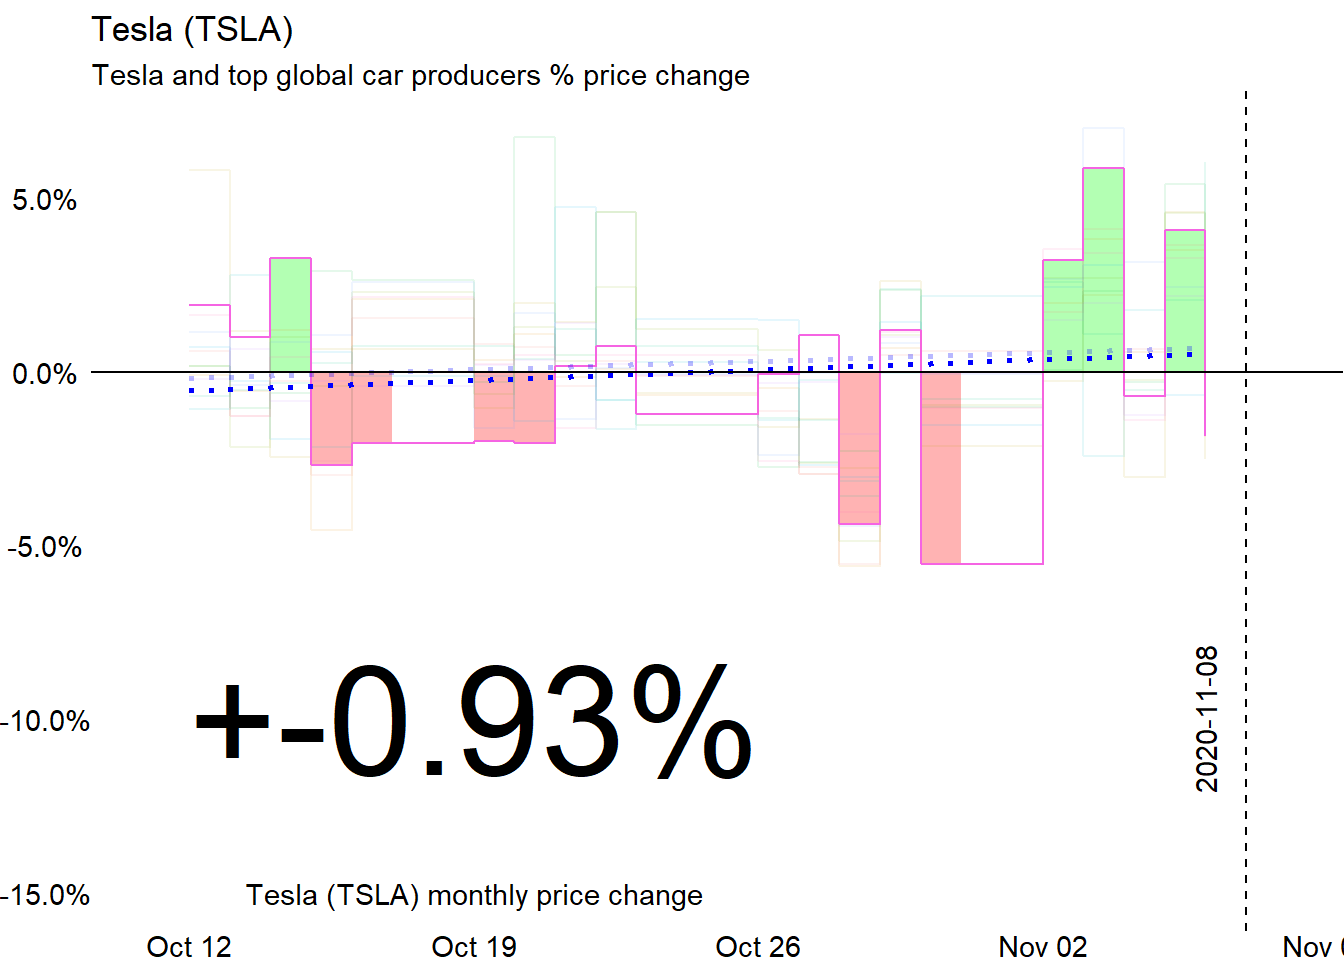 Tesla (TSLA)
Tesla and top global car producers % price change
5.0%
0.0%
-5.0%
-10.0%
-15.0%
+-0.93%
Tesla (TSLA) monthly price change
2020-11-08
Oct 12 Oct 19 Oct 26 Nov 02 Nov